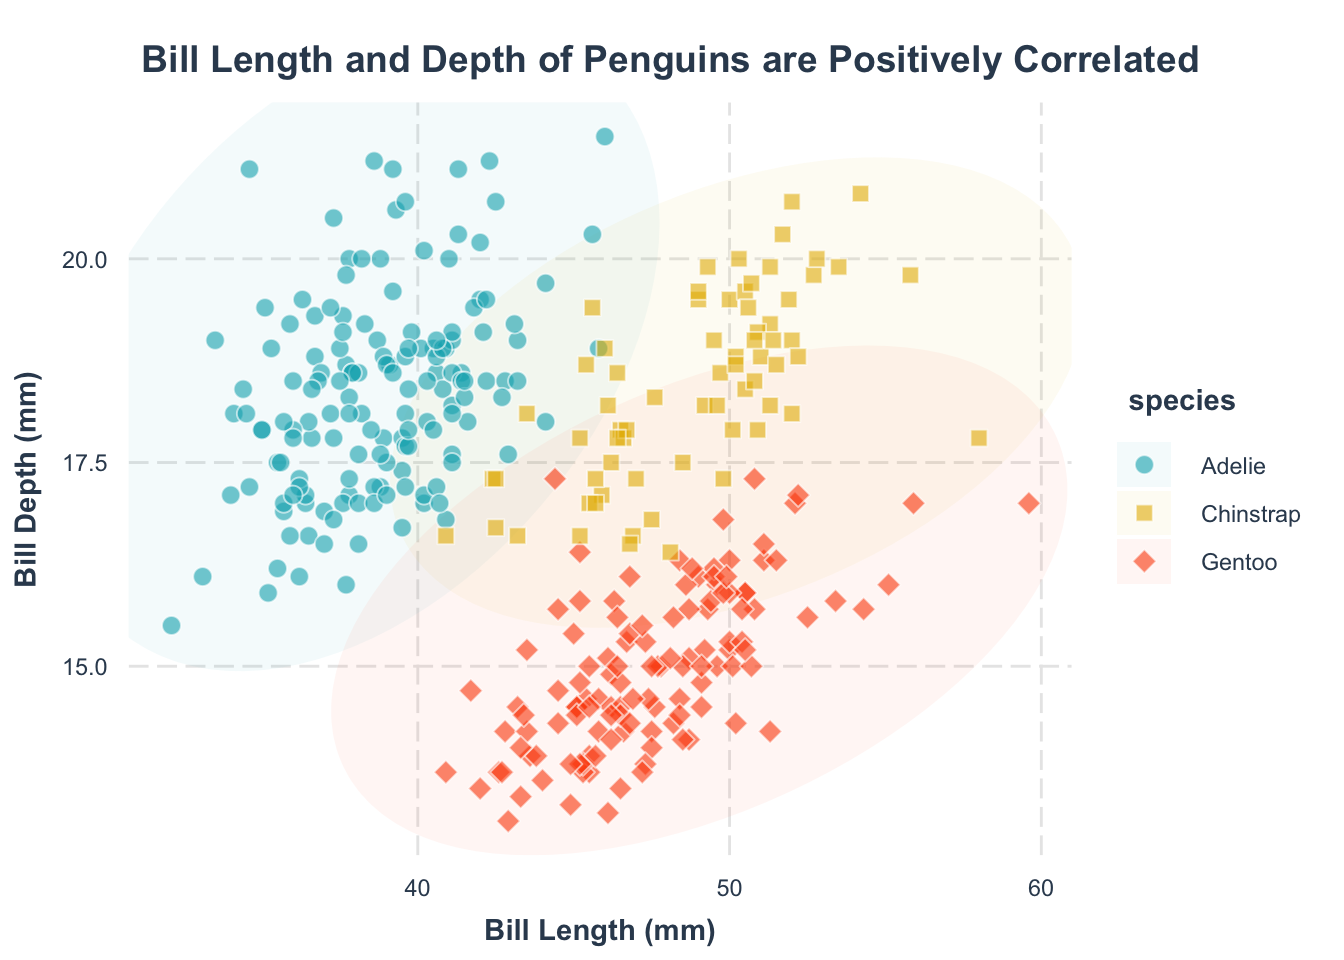 Bill Length and Depth of Penguins are Positively Correlated
Bill Depth (mm)
20.0
17.5
15.0
40
50
60
Bill Length (mm)
species
Adelie
Chinstrap
Gentoo